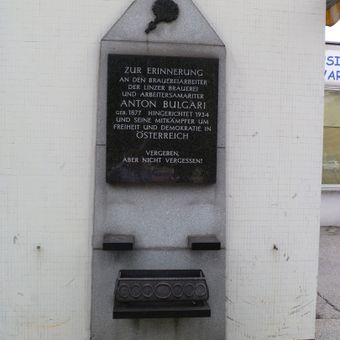 ZUR ERINNERUNG
AN DEN BRAUEREIARBEITER
DER LINZER BRAUEREI
UND ARBEITERSAMARITER
ANTON BULGARI
GEB. 1877 HINGERICHTET 1934
UND SEINE MITKÄMPFER UM
FREIHEIT UND DEMOKRATIE IN
ÖSTERREICH
VERGEBEN,
ABER NICHT VERGESSEN!